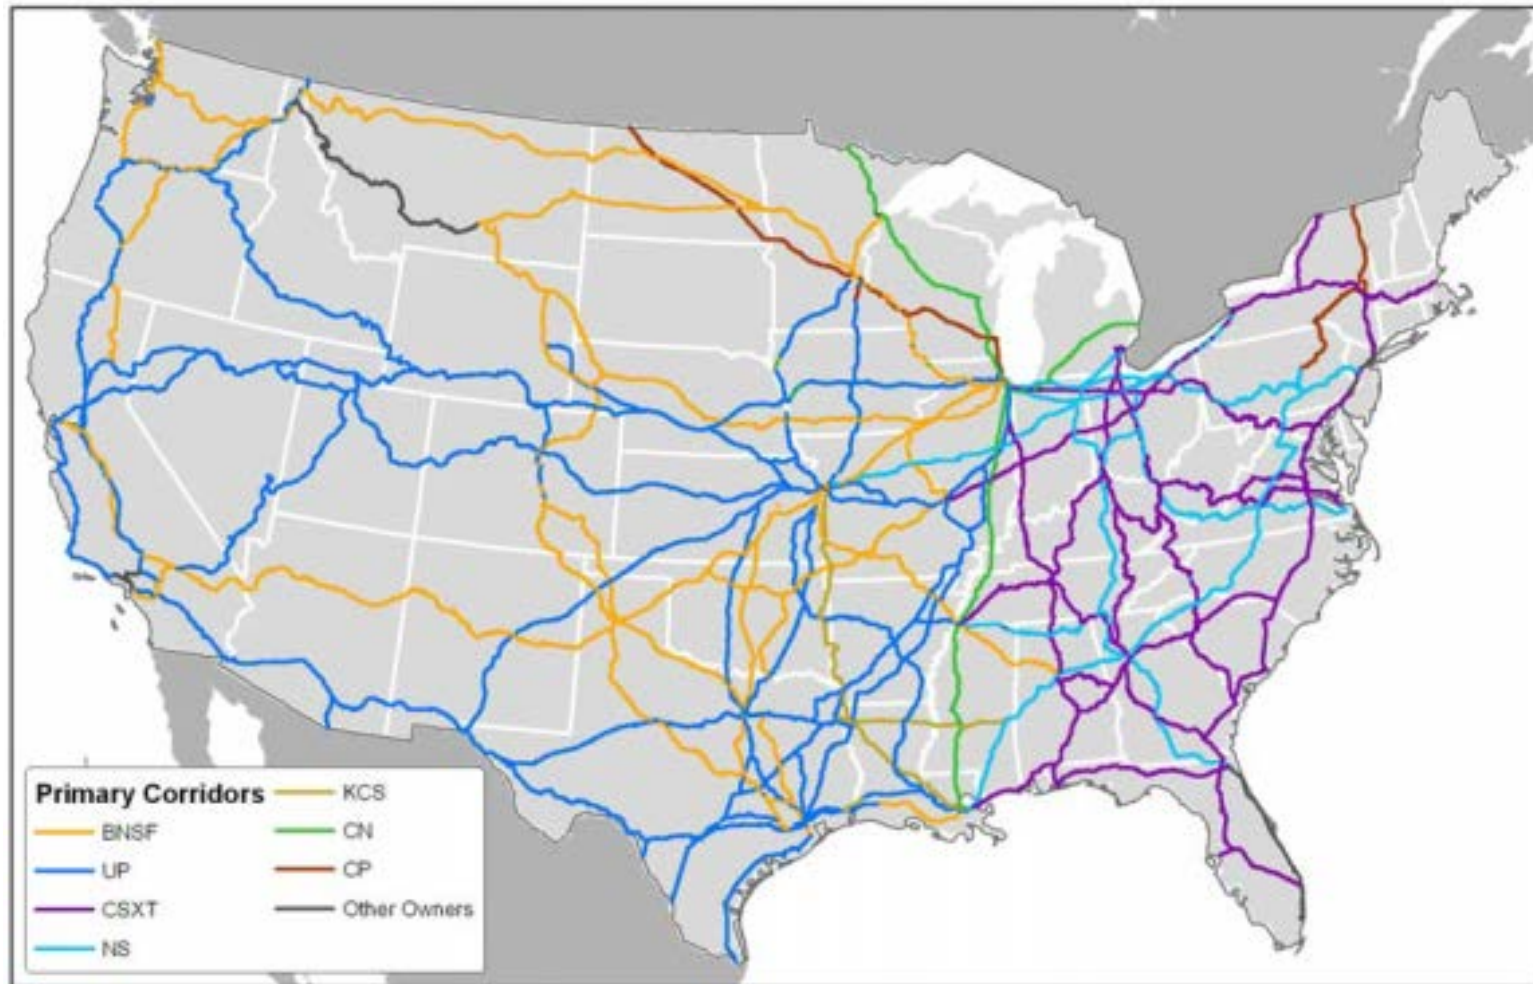 Primary Corridors
BNSF
UP
CSXT
NS
KCS
CN
CP
Other Owners